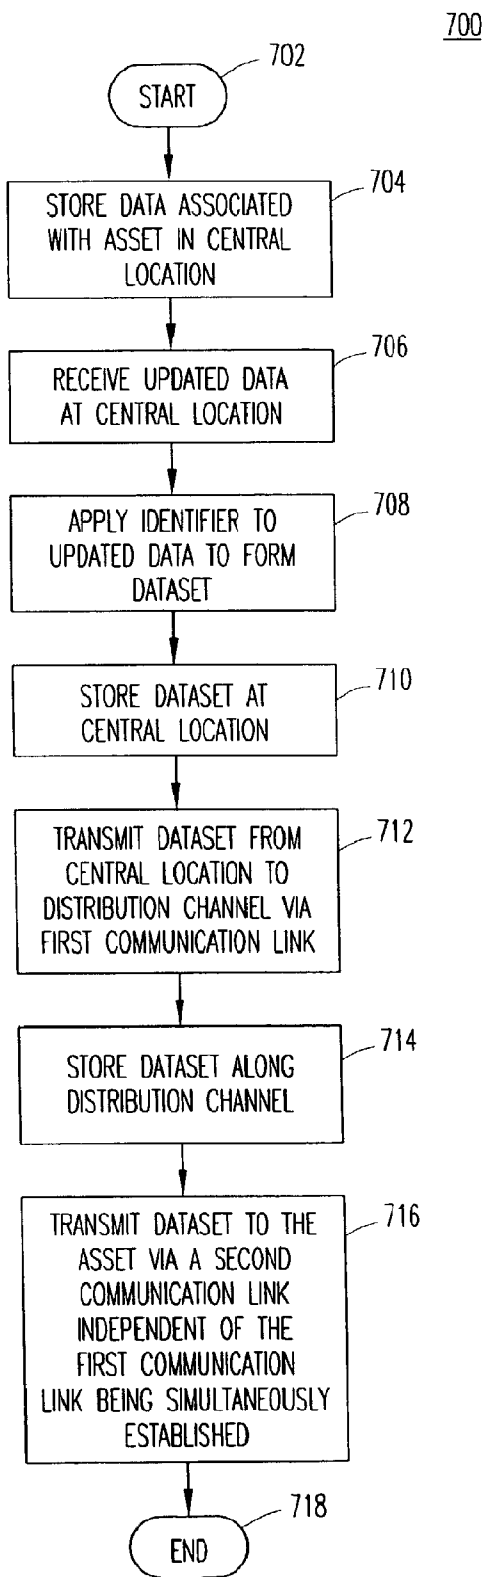 700
702
START
704
STORE DATA ASSOCIATED
WITH ASSET IN CENTRAL
LOCATION
706
RECEIVE UPDATED DATA
AT CENTRAL LOCATION
708
APPLY IDENTIFIER TO
UPDATED DATA TO FORM
DATASET
710
STORE DATASET AT
CENTRAL LOCATION
712
TRANSMIT DATASET FROM
CENTRAL LOCATION TO
DISTRIBUTION CHANNEL VIA
FIRST COMMUNICATION LINK
714
STORE DATASET ALONG
DISTRIBUTION CHANNEL
716
TRANSMIT DATASET TO THE
ASSET VIA A SECOND
COMMUNICATION LINK
INDEPENDENT OF THE
FIRST COMMUNICATION
LINK BEING SIMULTANEOUSLY
ESTABLISHED
718
END